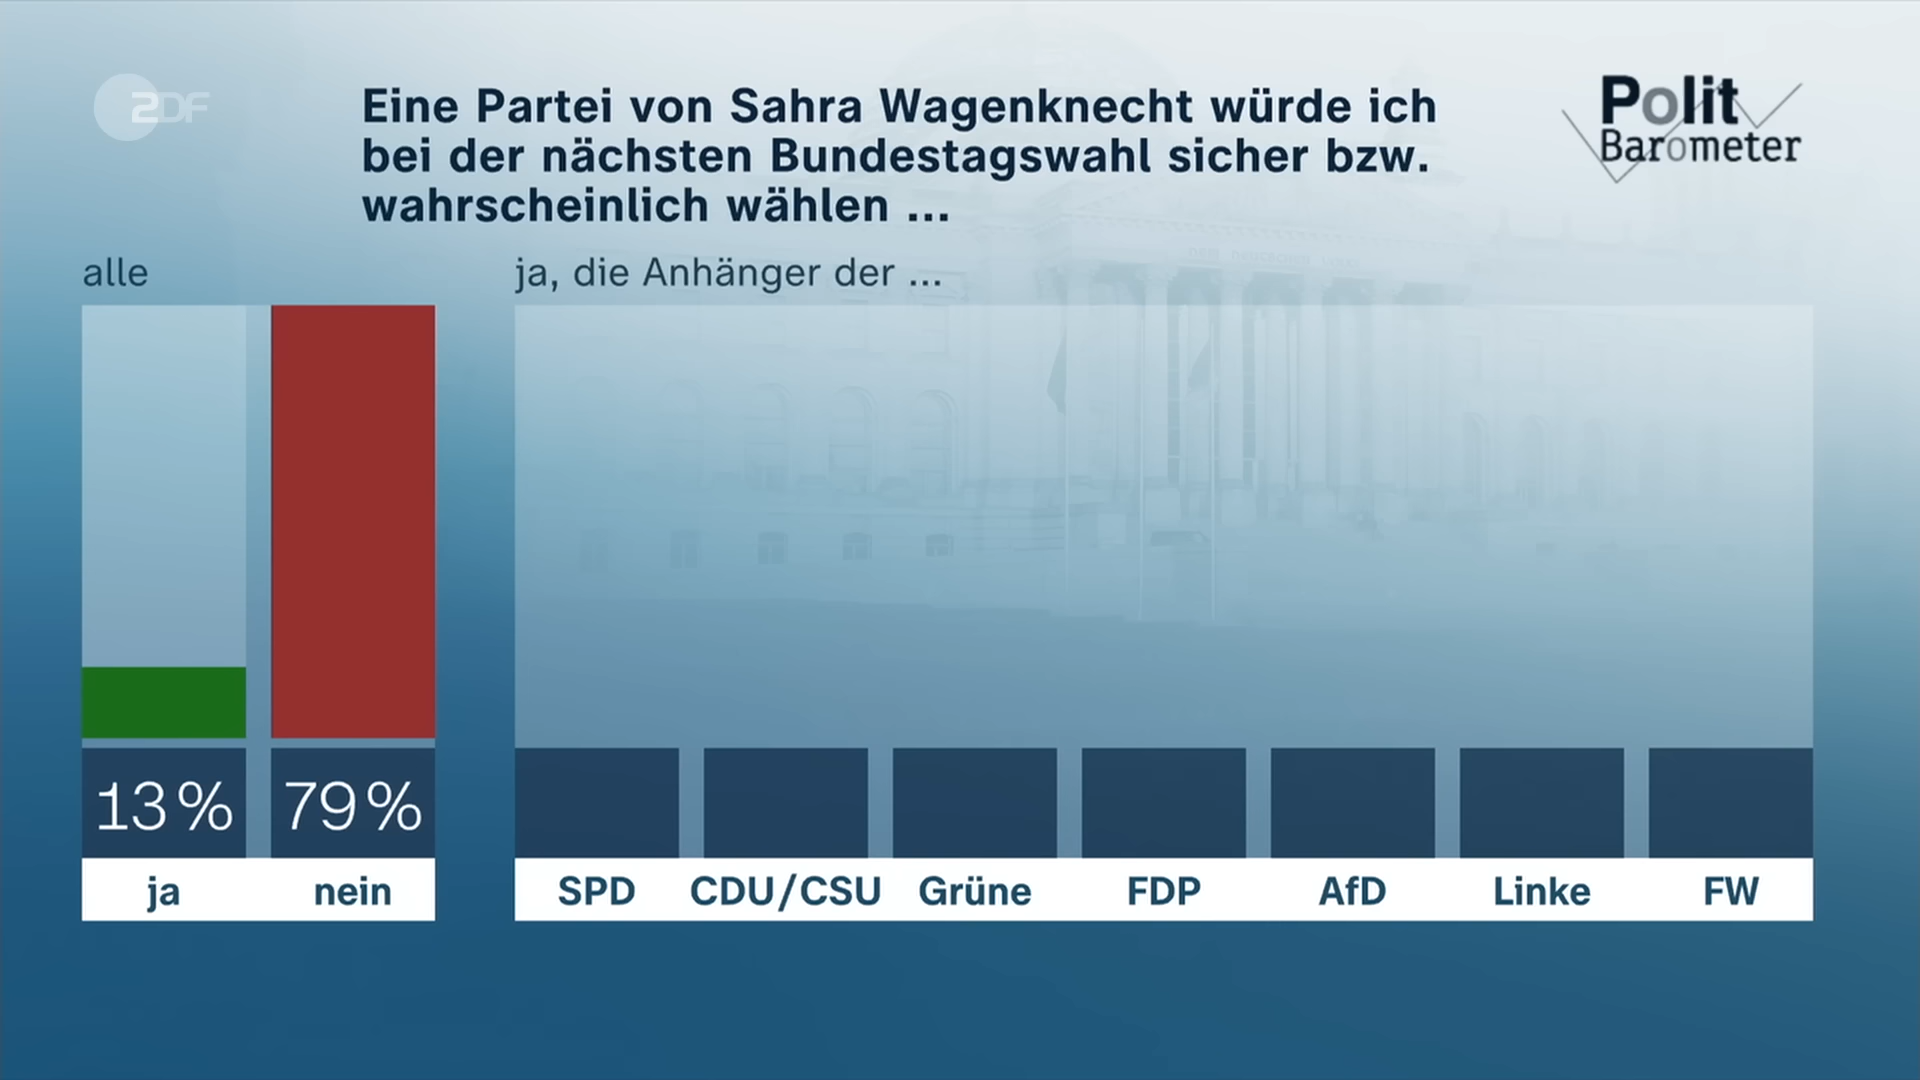 ZDF
Eine Partei von Sahra Wagenknecht würde ich
bei der nächsten Bundestagswahl sicher bzw.
wahrscheinlich wählen ...
Polit
Barometer
alle
ja, die Anhänger der ...
13%
79%
ja
nein
SPD
CDU/CSU
Grüne
FDP
AfD
Linke
FW